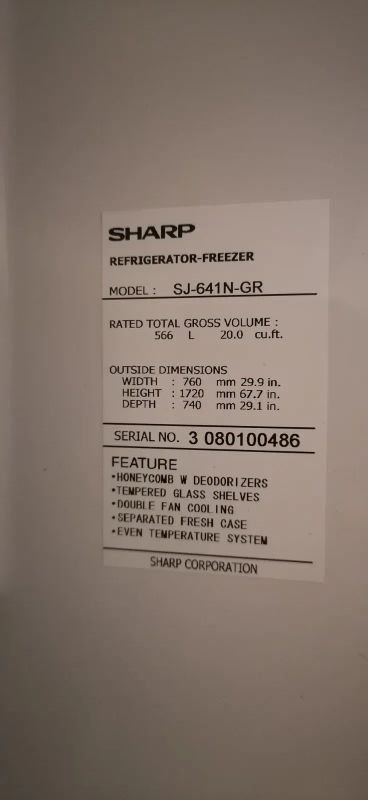 SHARP
REFRIGERATOR-FREEZER
MODEL : SJ-641N-GR
RATED TOTAL GROSS VOLUME :
566 L 20.0 cu.ft.
OUTSIDE DIMENSIONS
WIDTH : 760 mm 29.9 in.
HEIGHT : 1720 mm 67.7 in.
DEPTH : 740 mm 29.1 in.
SERIAL NO. 3 080100486
FEATURE
•HONEYCOMB W DEODORIZERS
•TEMPERED GLASS SHELVES
•DOUBLE FAN COOLING
•SEPARATED FRESH CASE
•EVEN TEMPERATURE SYSTEM
SHARP CORPORATION